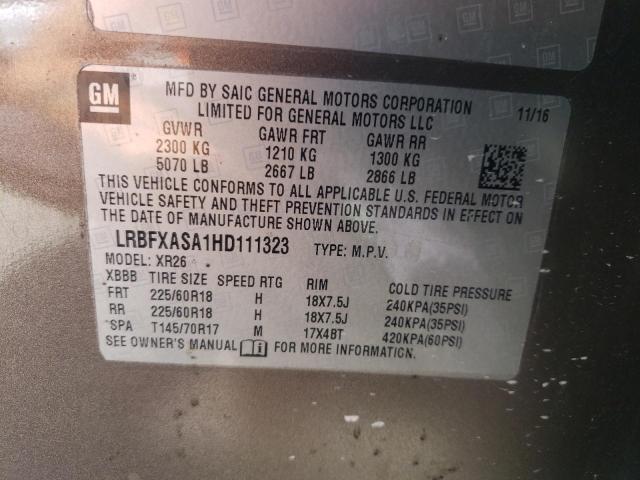 GM
MFD BY SAIC GENERAL MOTORS CORPORATION
LIMITED FOR GENERAL MOTORS LLC
11/16
GVWR GAWR FRT GAWR RR
2300 KG 1210 KG 1300 KG
5070 LB 2667 LB 2866 LB
THIS VEHICLE CONFORMS TO ALL APPLICABLE U.S. FEDERAL MOTOR
VEHICLE SAFETY AND THEFT PREVENTION STANDARDS IN EFFECT ON
THE DATE OF MANUFACTURE SHOWN ABOVE.
LRBFXASA1HD111323 TYPE: M.P.V.
MODEL: XR26
XBBB TIRE SIZE SPEED RTG RIM COLD TIRE PRESSURE
FRT 225/60R18 H 18X7.5J 240KPA(35PSI)
RR 225/60R18 H 18X7.5J 240KPA(35PSI)
SPA T145/70R17 M 17X4BT 420KPA(60PSI)
SEE OWNER'S MANUAL FOR MORE INFORMATION.